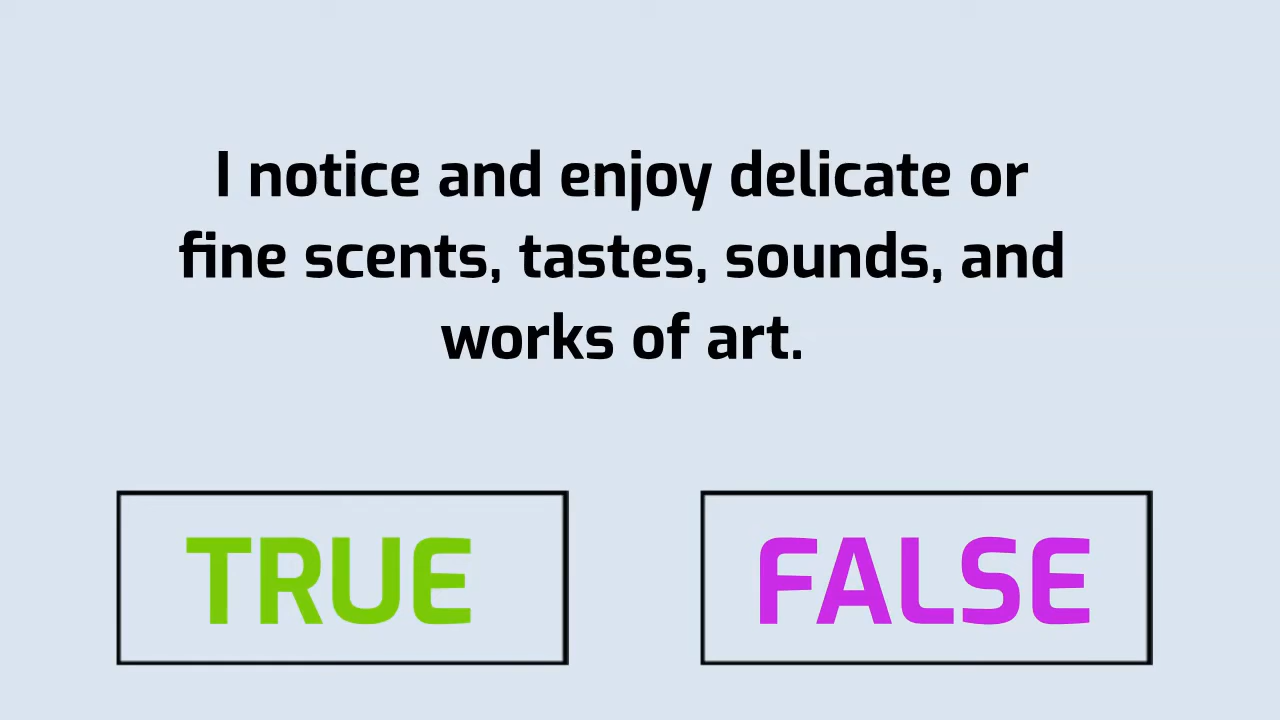 I notice and enjoy delicate or
fine scents, tastes, sounds, and
works of art.
TRUE
FALSE